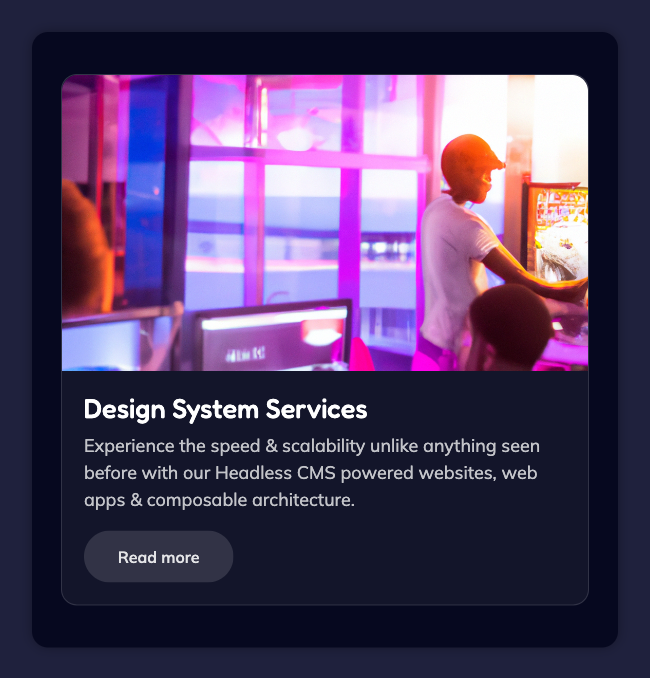 Design System Services
Experience the speed & scalability unlike anything seen
before with our Headless CMS powered websites, web
apps & composable architecture.
Read more